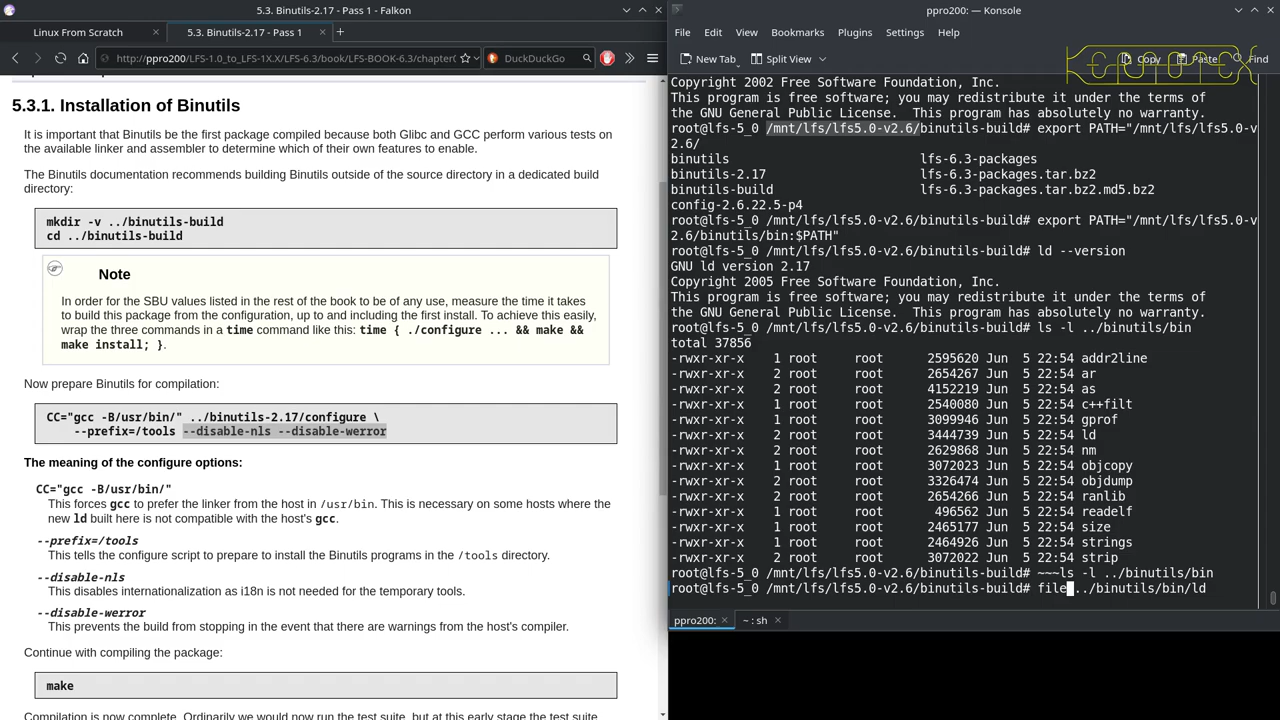 5.3. Binutils-2.17 - Pass 1 - Falkon
Linux From Scratch
5.3. Binutils-2.17 - Pass 1
http://ppro200/LFS-1.0_to_LFS-1X.X/LFS/6.3/book/LFS-BOOK-6.3/chapter(
DuckDuckGo
5.3.1. Installation of Binutils
It is important that Binutils be the first package compiled because both Glibc and GCC perform various tests on
the available linker and assembler to determine which of their own features to enable.
The Binutils documentation recommends building Binutils outside of the source directory in a dedicated build
directory:
mkdir -v ../binutils-build
cd ../binutils-build
Note
In order for the SBU values listed in the rest of the book to be of any use, measure the time it takes
to build this package from the configuration, up to and including the first install. To achieve this easily,
wrap the three commands in a time command like this: time { ./configure ... && make &&
make install; }.
Now prepare Binutils for compilation:
CC="gcc -B/usr/bin/" ../binutils-2.17/configure \
--prefix=/tools --disable-nls --disable-werror
The meaning of the configure options:
CC="gcc -B/usr/bin/"
This forces gcc to prefer the linker from the host in /usr/bin. This is necessary on some hosts where the
new ld built here is not compatible with the host's gcc.
--prefix=/tools
This tells the configure script to prepare to install the Binutils programs in the /tools directory.
--disable-nls
This disables internationalization as i18n is not needed for the temporary tools.
--disable-werror
This prevents the build from stopping in the event that there are warnings from the host's compiler.
Continue with compiling the package:
make
Compilation is now complete. Ordinarily we would now run the test suite, but at this early stage the test suite
ppro200: — Konsole
File Edit View Bookmarks Plugins Settings Help
New Tab Split View Copy Paste Find
Copyright 2002 Free Software Foundation, Inc.
This program is free software; you may redistribute it under the terms of
the GNU General Public License.  This program has absolutely no warranty.
root@lfs-5_0 /mnt/lfs/lfs5.0-v2.6/binutils-build# export PATH="/mnt/lfs/lfs5.0-v
2.6/
binutils lfs-6.3-packages
binutils-2.17 lfs-6.3-packages.tar.bz2
binutils-build lfs-6.3-packages.tar.bz2.md5.bz2
config-2.6.22.5-p4
root@lfs-5_0 /mnt/lfs/lfs5.0-v2.6/binutils-build# export PATH="/mnt/lfs/lfs5.0-v
2.6/binutils/bin:$PATH"
root@lfs-5_0 /mnt/lfs/lfs5.0-v2.6/binutils-build# ld --version
GNU ld version 2.17
Copyright 2005 Free Software Foundation, Inc.
This program is free software; you may redistribute it under the terms of
the GNU General Public License.  This program has absolutely no warranty.
root@lfs-5_0 /mnt/lfs/lfs5.0-v2.6/binutils-build# ls -l ../binutils/bin
total 37856
-rwxr-xr-x 1 root root 2595620 Jun 5 22:54 addr2line
-rwxr-xr-x 2 root root 2654267 Jun 5 22:54 ar
-rwxr-xr-x 2 root root 4152219 Jun 5 22:54 as
-rwxr-xr-x 1 root root 2540080 Jun 5 22:54 c++filt
-rwxr-xr-x 1 root root 3099946 Jun 5 22:54 gprof
-rwxr-xr-x 2 root root 3444739 Jun 5 22:54 ld
-rwxr-xr-x 2 root root 2629868 Jun 5 22:54 nm
-rwxr-xr-x 1 root root 3072023 Jun 5 22:54 objcopy
-rwxr-xr-x 2 root root 3326474 Jun 5 22:54 objdump
-rwxr-xr-x 2 root root 2654266 Jun 5 22:54 ranlib
-rwxr-xr-x 1 root root 496562 Jun 5 22:54 readelf
-rwxr-xr-x 1 root root 2465177 Jun 5 22:54 size
-rwxr-xr-x 1 root root 2464926 Jun 5 22:54 strings
-rwxr-xr-x 2 root root 3072022 Jun 5 22:54 strip
root@lfs-5_0 /mnt/lfs/lfs5.0-v2.6/binutils-build# ~~~ls -l ../binutils/bin
root@lfs-5_0 /mnt/lfs/lfs5.0-v2.6/binutils-build# file ../binutils/bin/ld
ppro200:
~ : sh